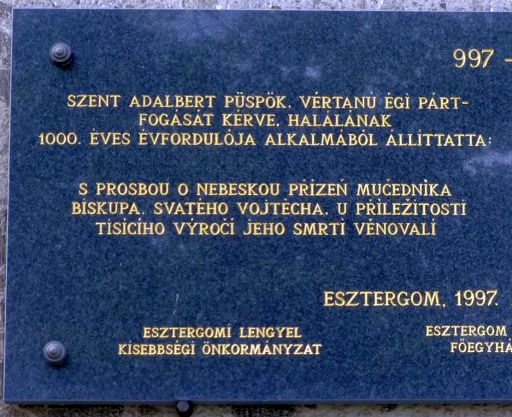 997 -
SZENT ADALBERT PÜSPÖK, VÉRTANÚ ÉGI PÁRT-
FOGÁSÁT KÉRVE, HALÁLÁNAK
1000. ÉVES ÉVFORDULÓJA ALKALMÁBÓL ÁLLÍTTATTA:
S PROSBOU O NEBESKOU PŘÍZEŇ MUČEDNÍKA
BISKUPA, SVATÉHO VOJTĚCHA, U PŘÍLEŽITOSTI
TISÍCÍHO VÝROČÍ JEHO SMRTI VĚNOVALI
ESZTERGOM, 1997.
ESZTERGOMI LENGYEL
KISEBBSÉGI ÖNKORMÁNYZAT
ESZTERGOM
FŐEGYHÁ